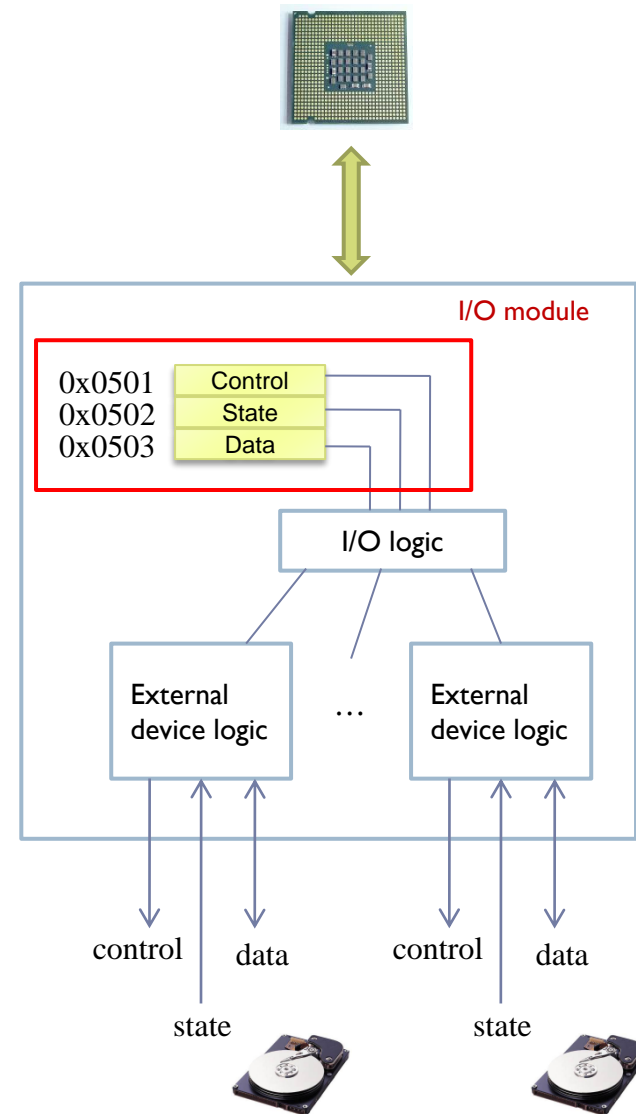 I/O module
0x0501 Control
0x0502 State
0x0503 Data
I/O logic
External
device logic
…
External
device logic
control
data
control
data
state
state